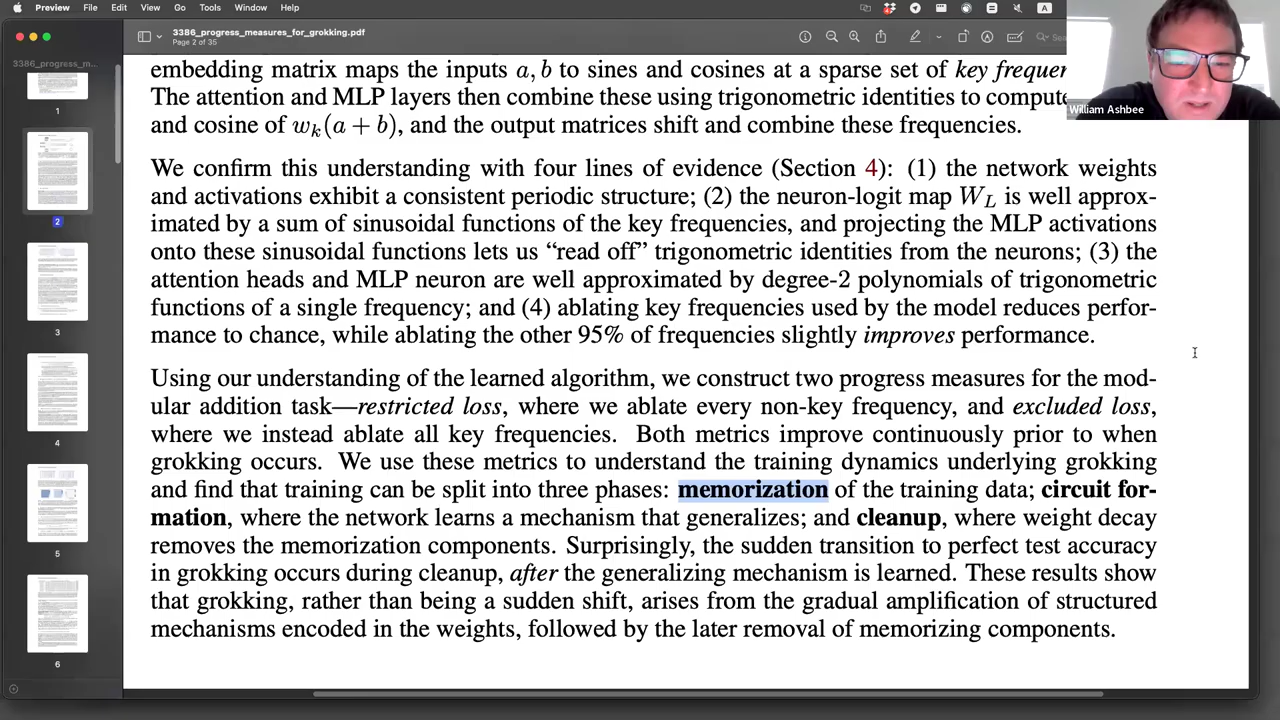 Preview File Edit View Go Tools Window Help
3386_progress_measures_for_grokking.pdf
Page 2 of 35
3386_progress_m...
1
2
3
4
5
6
A
William Ashbee
embedding matrix maps the inputs a, b to sines and cosines at a sparse set of key
The attention and MLP layers then combine these using trigonometric identities to compute
and cosine of w_k(a + b), and the output matrices shift and combine these frequencies.
We confirm this understanding with four lines of evidence (Section 4): (1) the network weights
and activations exhibit a consistent periodic structure; (2) the neuron-logit map W_L is well approx-
imated by a sum of sinusoidal functions of the key frequencies, and projecting the MLP activations
onto these sinusoidal functions lets us “read off” trigonometric identities from the neurons; (3) the
attention heads and MLP neuron are well approximated by degree-2 polynomials of trigonometric
functions of a single frequency; and (4) ablating key frequencies used by the model reduces perfor-
mance to chance, while ablating the other 95% of frequencies slightly improves performance.
Using our understanding of the learned algorithm, we construct two progress measures for the mod-
ular addition task—restricted loss, where we ablate every non-key frequency, and excluded loss,
where we instead ablate all key frequencies. Both metrics improve continuously prior to when
grokking occurs. We use these metrics to understand the training dynamics underlying grokking
and find that training can be split into three phases: memorization of the training data; circuit for-
mation, where the network learns a mechanism that generalizes; and cleanup, where weight decay
removes the memorization components. Surprisingly, the sudden transition to perfect test accuracy
in grokking occurs during cleanup, after the generalizing mechanism is learned. These results show
that grokking, rather than being a sudden shift, arises from the gradual amplification of structured
mechanisms encoded in the weights, followed by the later removal of memorizing components.